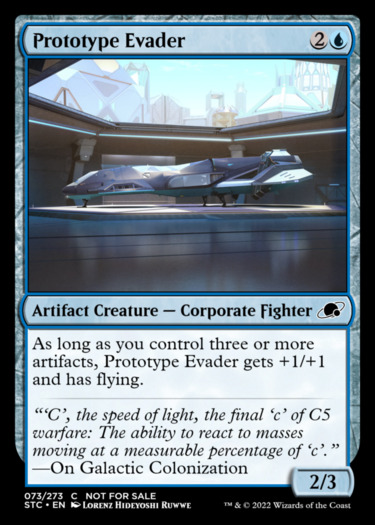 Prototype Evader 2
Artifact Creature — Corporate Fighter
As long as you control three or more
artifacts, Prototype Evader gets +1/+1
and has flying.
“‘C’, the speed of light, the final ‘c’ of C5
warfare: The ability to react to masses
moving at a measurable percentage of ‘c’.”
—On Galactic Colonization
2/3
073/273 C NOT FOR SALE
STC • EN Lorenz Hideyoshi Ruwwe
™ & © 2022 Wizards of the Coast